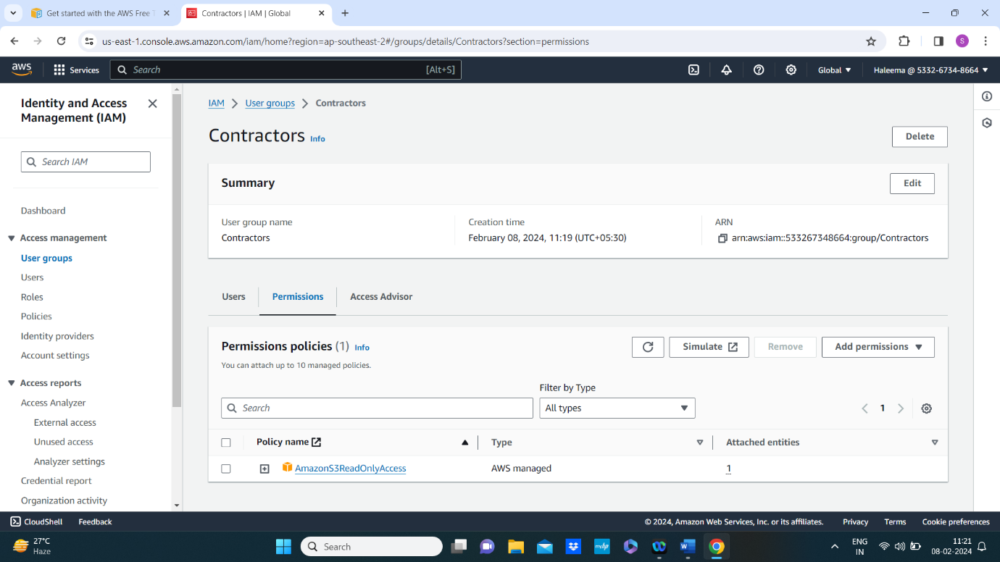 Get started with the AWS Free T
Contractors | IAM | Global
us-east-1.console.aws.amazon.com/iam/home?region=ap-southeast-2#/groups/details/Contractors?section=permissions
S
aws
Services
Search
[Alt+S]
Global
Haleema @ 5332-6734-8664
Identity and Access
Management (IAM)
Search IAM
Dashboard
Access management
User groups
Users
Roles
Policies
Identity providers
Account settings
Access reports
Access Analyzer
External access
Unused access
Analyzer settings
Credential report
Organization activity
IAM > User groups > Contractors
Contractors Info
Delete
Summary
Edit
User group name
Contractors
Creation time
February 08, 2024, 11:19 (UTC+05:30)
ARN
arn:aws:iam::533267348664:group/Contractors
Users
Permissions
Access Advisor
Permissions policies (1) Info
You can attach up to 10 managed policies.
Simulate
Remove
Add permissions
Filter by Type
Search
All types
1
Policy name
Type
Attached entities
AmazonS3ReadOnlyAccess
AWS managed
1
CloudShell
Feedback
© 2024, Amazon Web Services, Inc. or its affiliates.
Privacy
Terms
Cookie preferences
27°C
Haze
Search
myhp
ENG
IN
11:21
08-02-2024